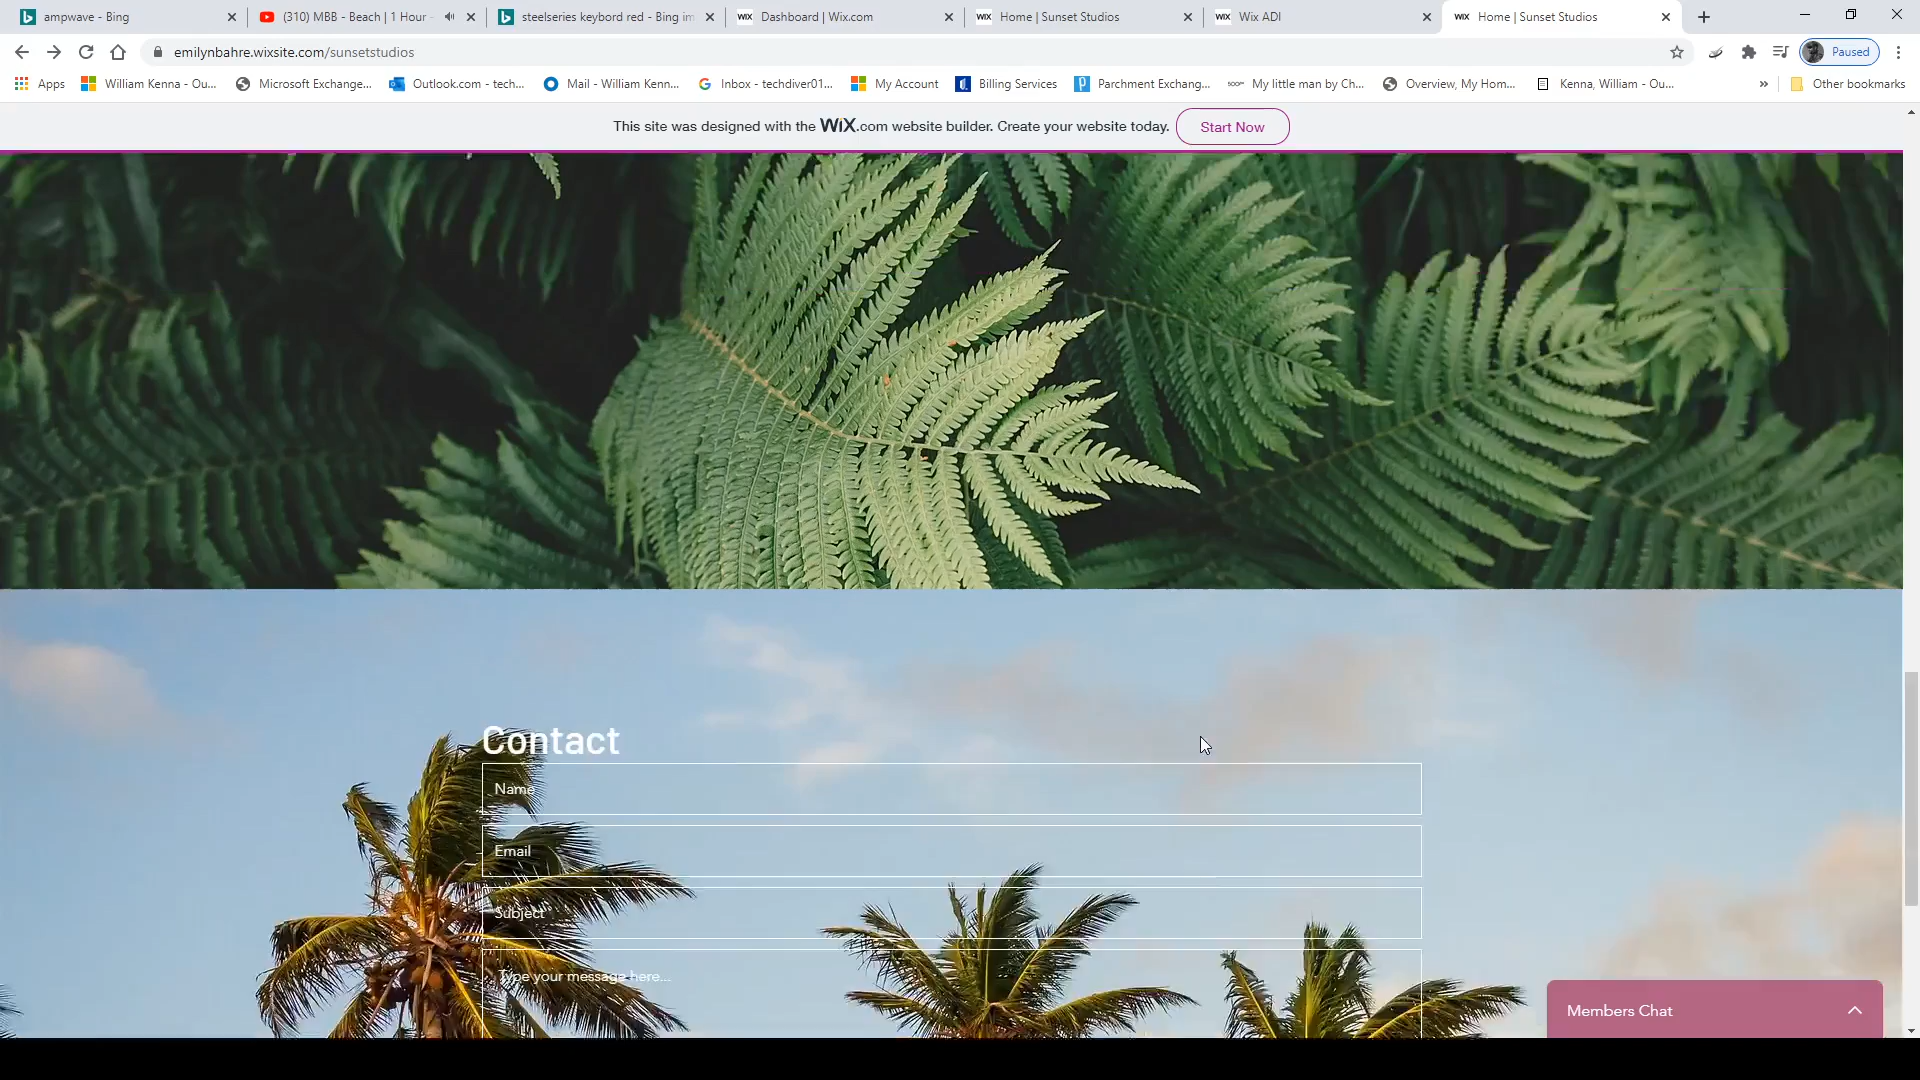 ampwave - Bing
(310) MBB - Beach | 1 Hour
steelseries keybord red - Bing im
WiX Dashboard | Wix.com
WiX Home | Sunset Studios
WiX Wix ADI
WiX Home | Sunset Studios
emilynbahre.wixsite.com/sunsetstudios
Paused
Apps
William Kenna - Ou...
Microsoft Exchange...
Outlook.com - tech...
Mail - William Kenn...
Inbox - techdiver01...
My Account
Billing Services
Parchment Exchang...
My little man by Ch...
Overview, My Hom...
Kenna, William - Ou...
»
Other bookmarks
This site was designed with the WiX.com website builder. Create your website today.
Start Now
Contact
Name
Email
Subject
Type your message here...
Members Chat